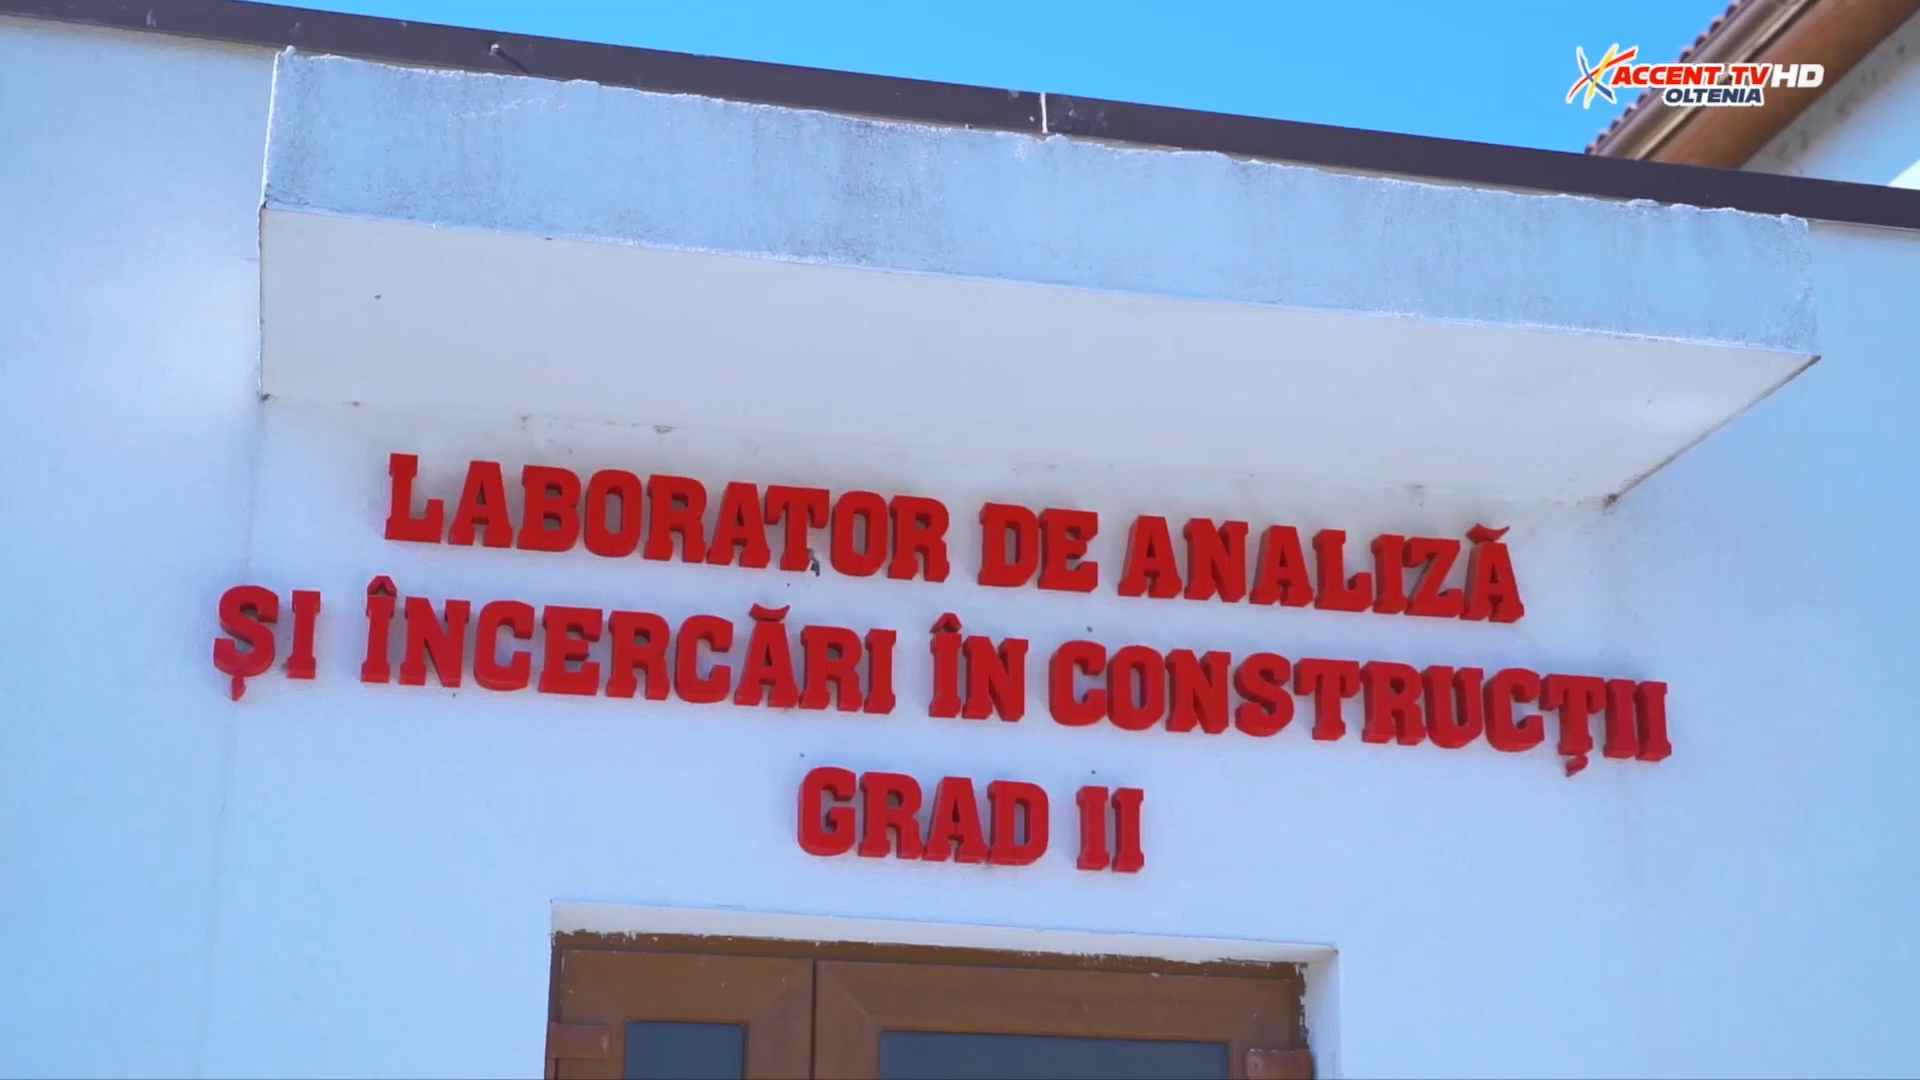 ACCENT TV HD
OLTENIA
LABORATOR DE ANALIZĂ
ȘI ÎNCERCĂRI ÎN CONSTRUCȚII
GRAD II